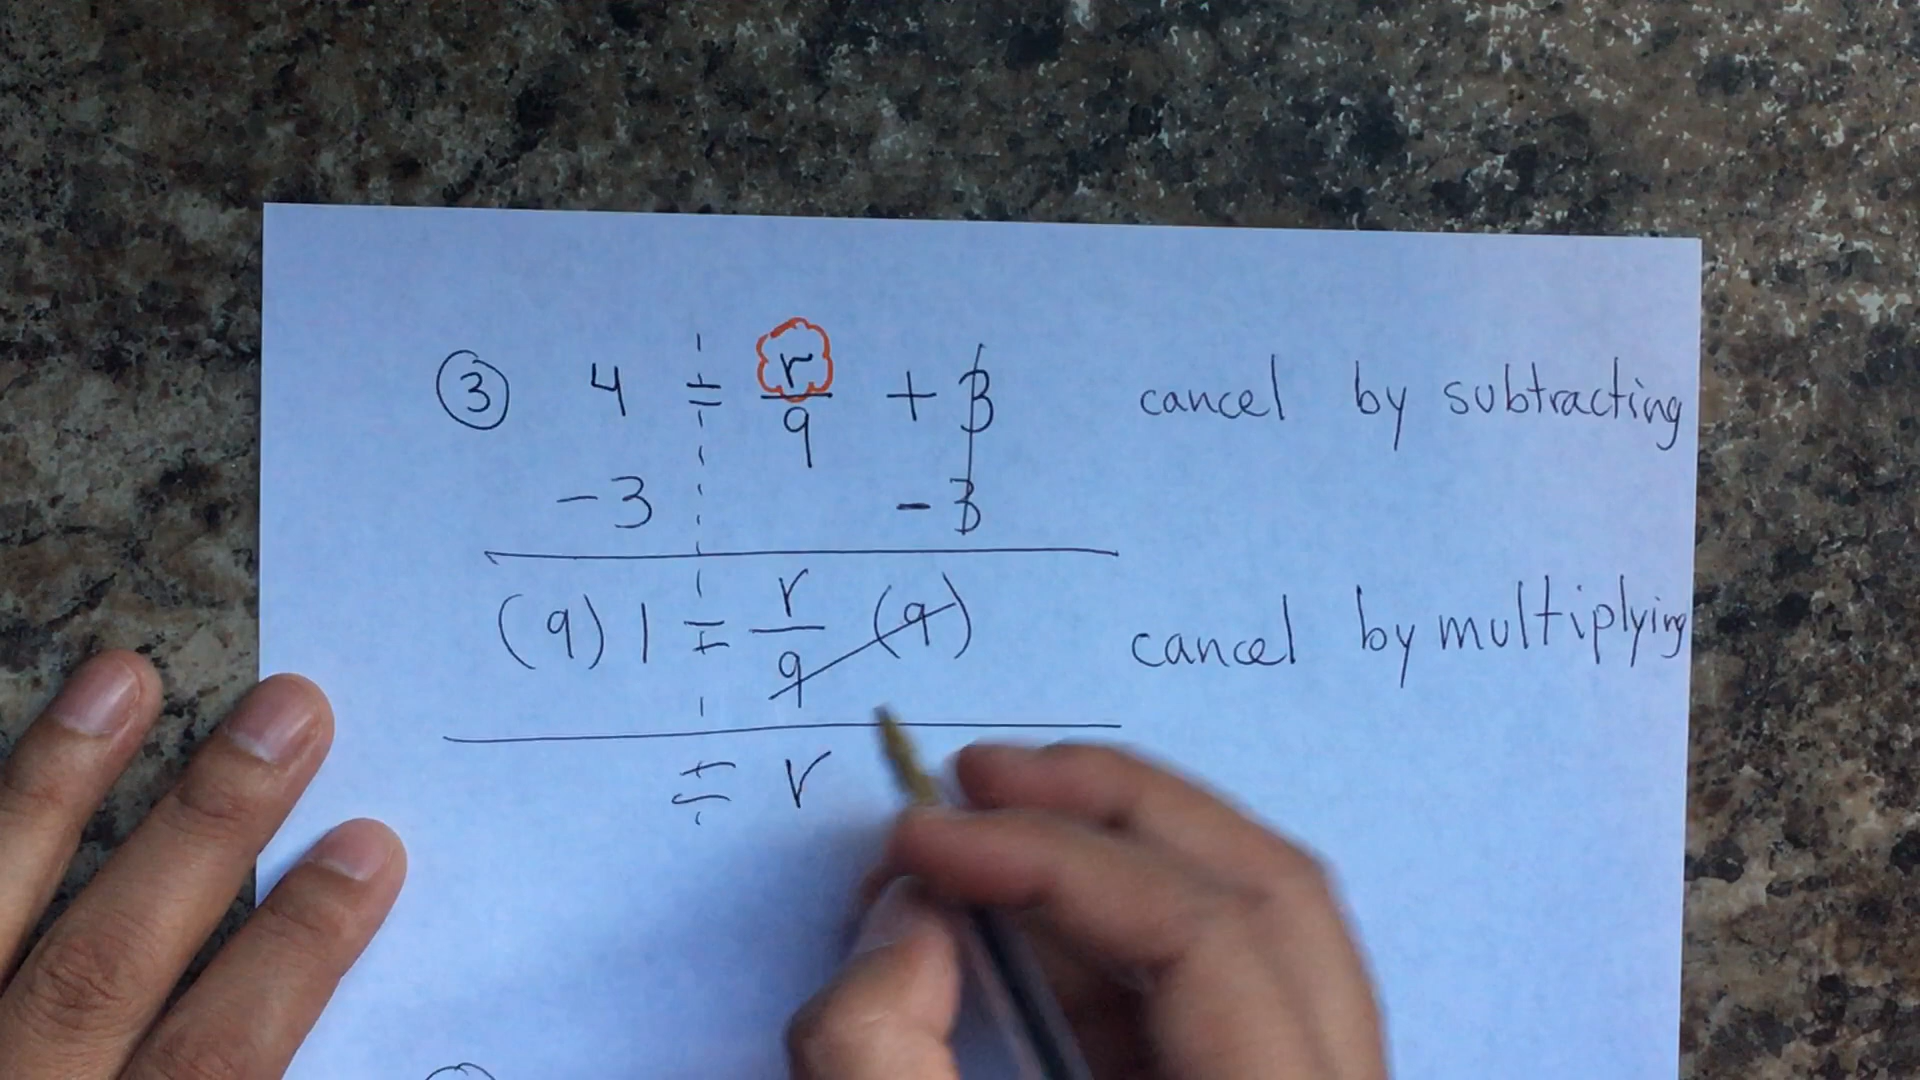 ③ 4 = r/9 + 3 cancel by subtracting
-3 -3
(9) 1 = r/9 (9) cancel by multiplying
= r